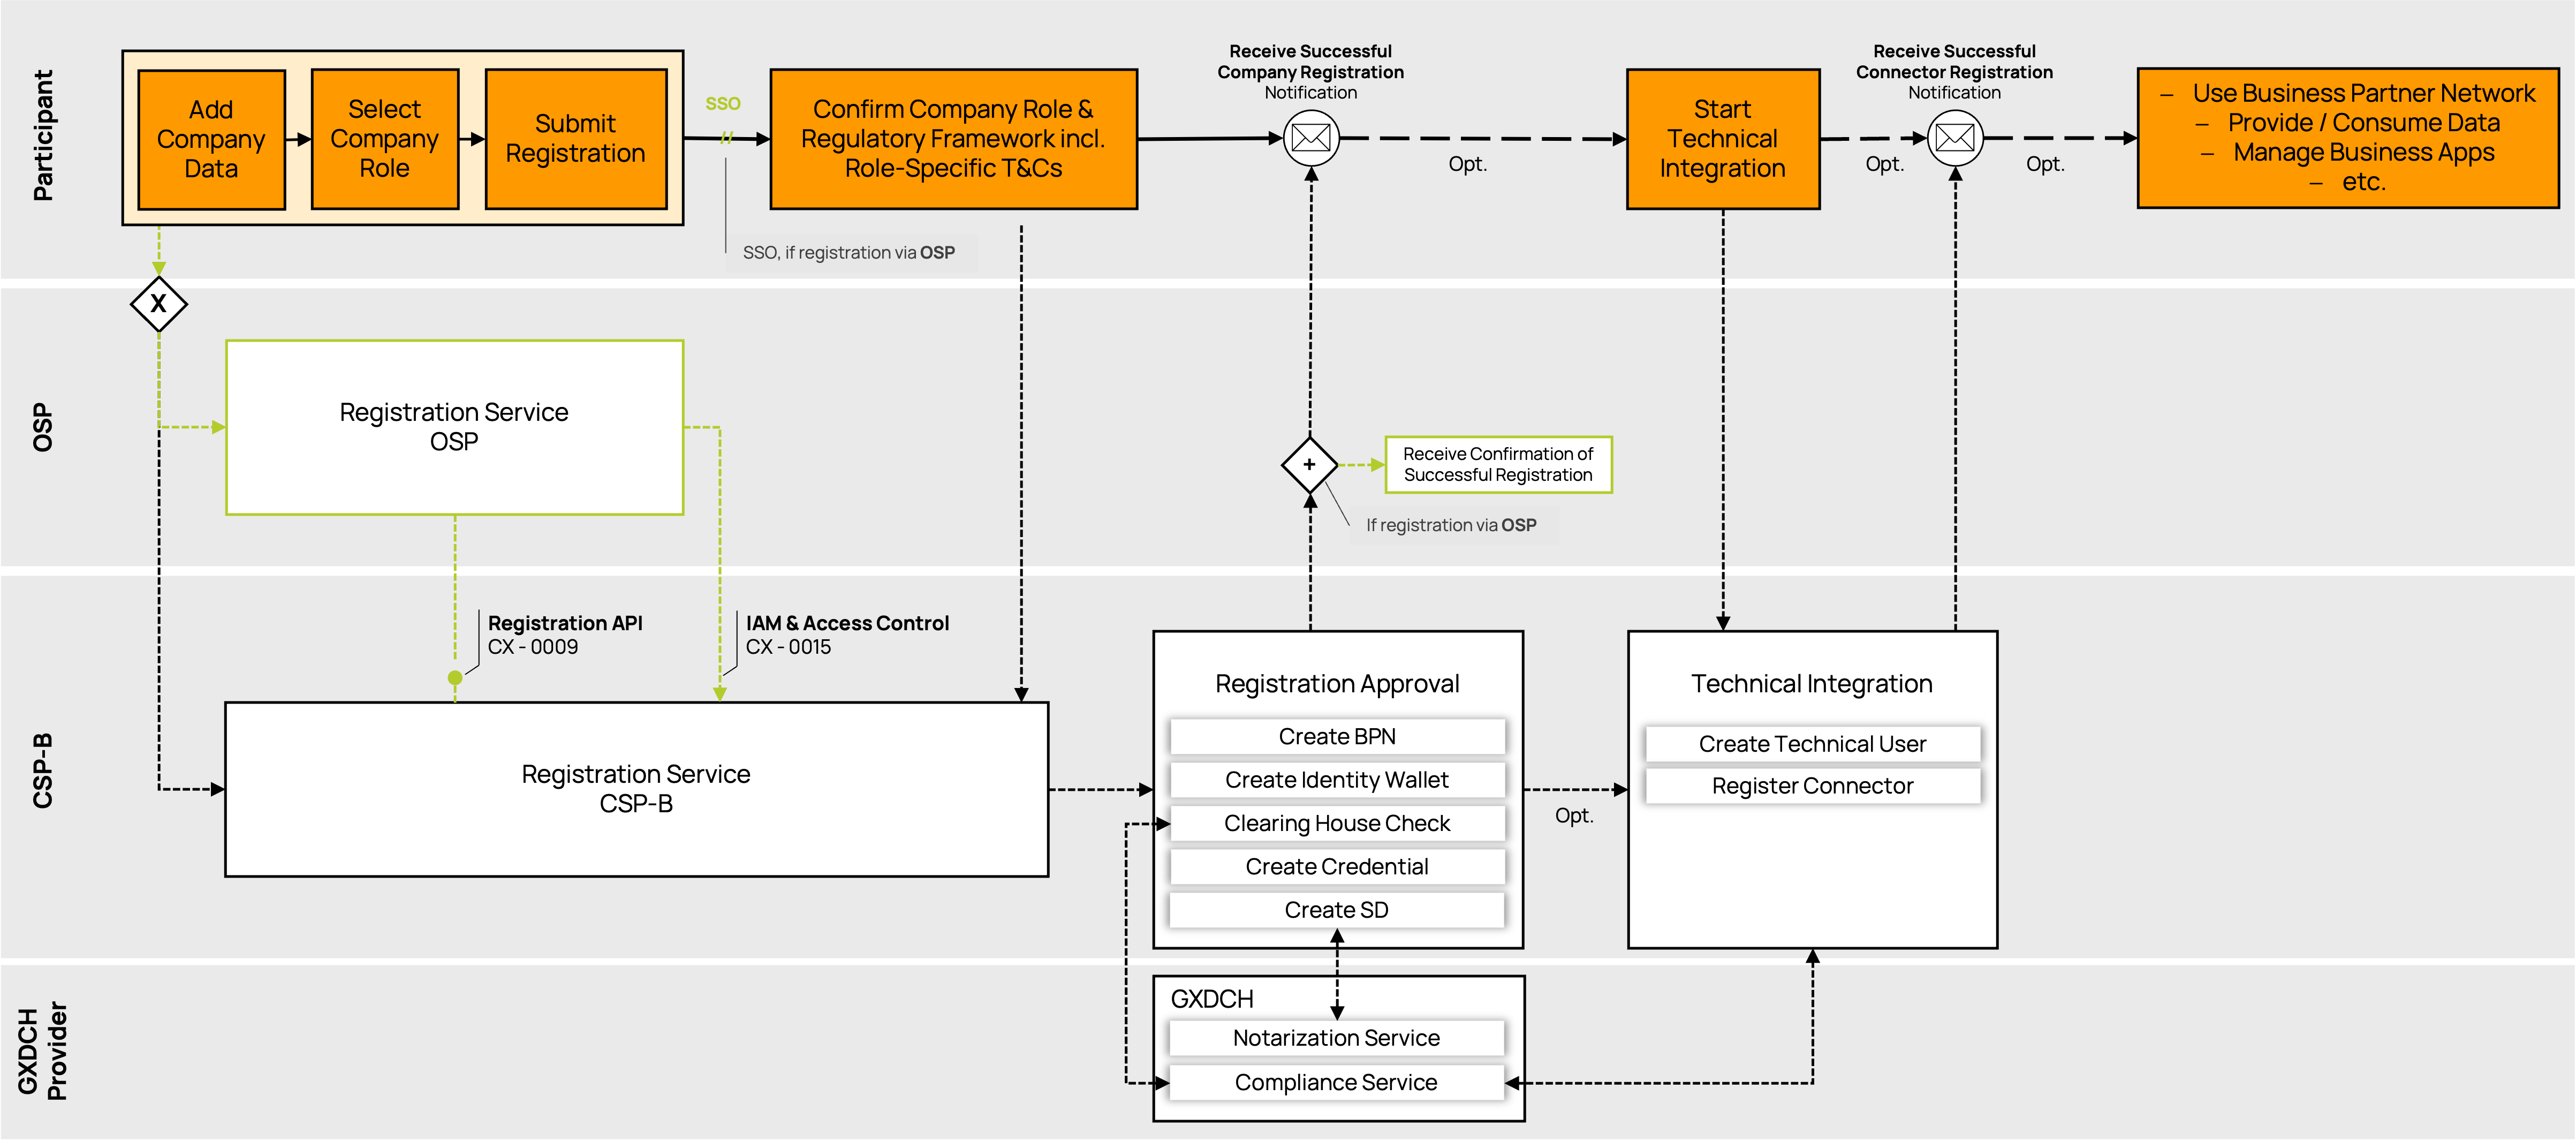 Participant
Add
Company
Data
Select
Company
Role
Submit
Registration
SSO
//
Confirm Company Role &
Regulatory Framework incl.
Role-Specific T&Cs
SSO, if registration via OSP
Receive Successful
Company Registration
Notification
Opt.
Start
Technical
Integration
Opt.
Receive Successful
Connector Registration
Notification
Opt.
– Use Business Partner Network
– Provide / Consume Data
– Manage Business Apps
– etc.
OSP
X
Registration Service
OSP
+
Receive Confirmation of
Successful Registration
If registration via OSP
CSP-B
Registration API
CX - 0009
IAM & Access Control
CX - 0015
Registration Service
CSP-B
Registration Approval
Create BPN
Create Identity Wallet
Clearing House Check
Create Credential
Create SD
Opt.
Technical Integration
Create Technical User
Register Connector
GXDCH
Provider
GXDCH
Notarization Service
Compliance Service